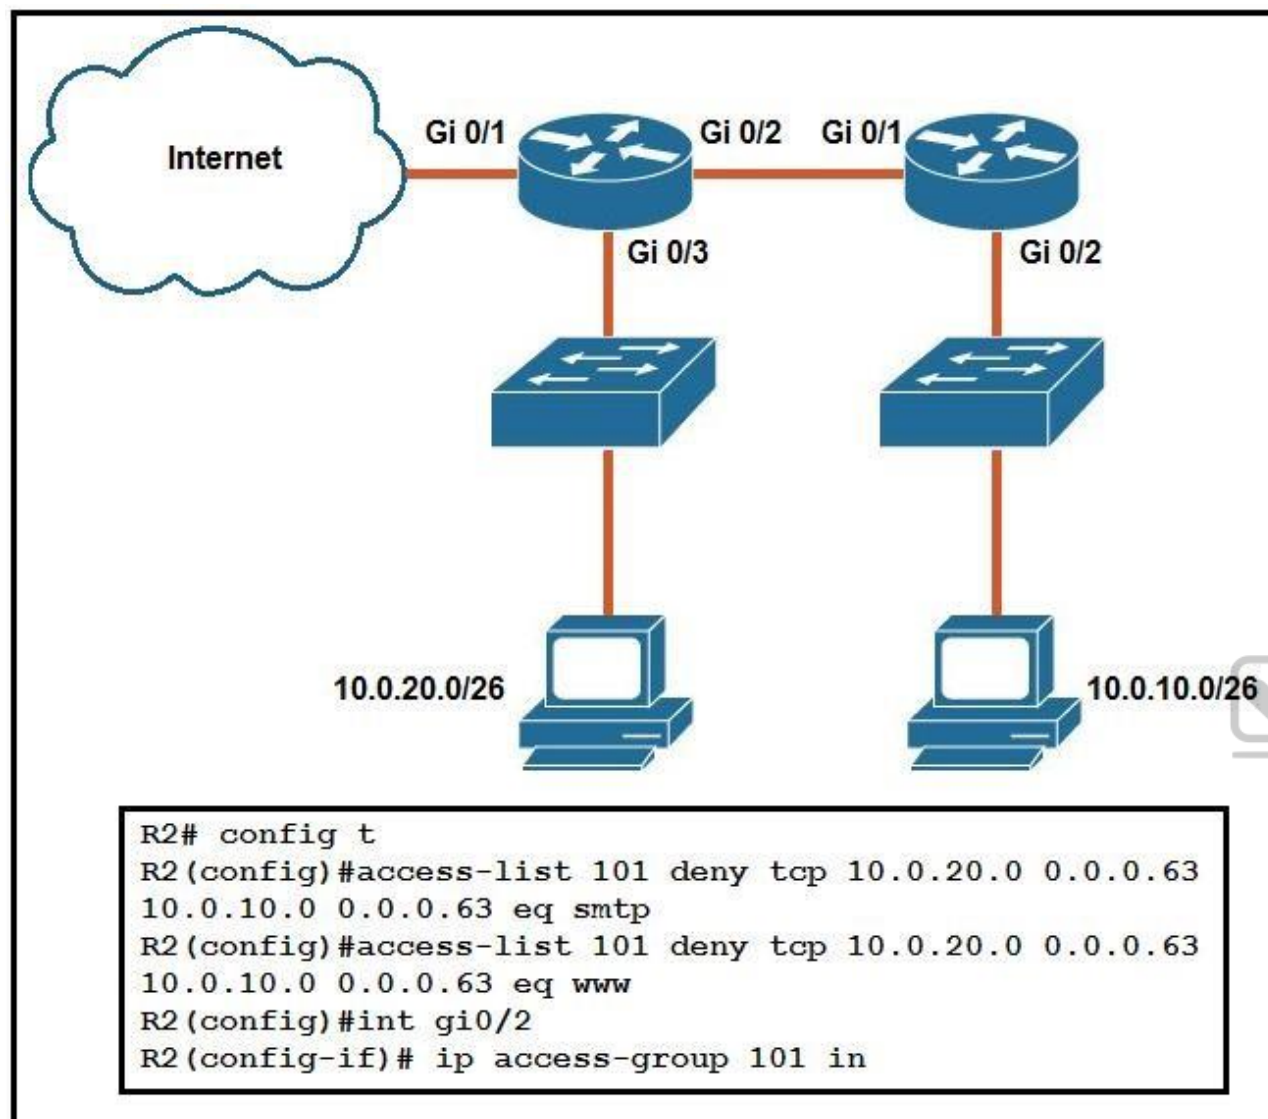 Internet
Gi 0/1
Gi 0/2
Gi 0/1
Gi 0/3
Gi 0/2
10.0.20.0/26
10.0.10.0/26
R2# config t
R2(config)#access-list 101 deny tcp 10.0.20.0 0.0.0.63
10.0.10.0 0.0.0.63 eq smtp
R2(config)#access-list 101 deny tcp 10.0.20.0 0.0.0.63
10.0.10.0 0.0.0.63 eq www
R2(config)#int gi0/2
R2(config-if)# ip access-group 101 in